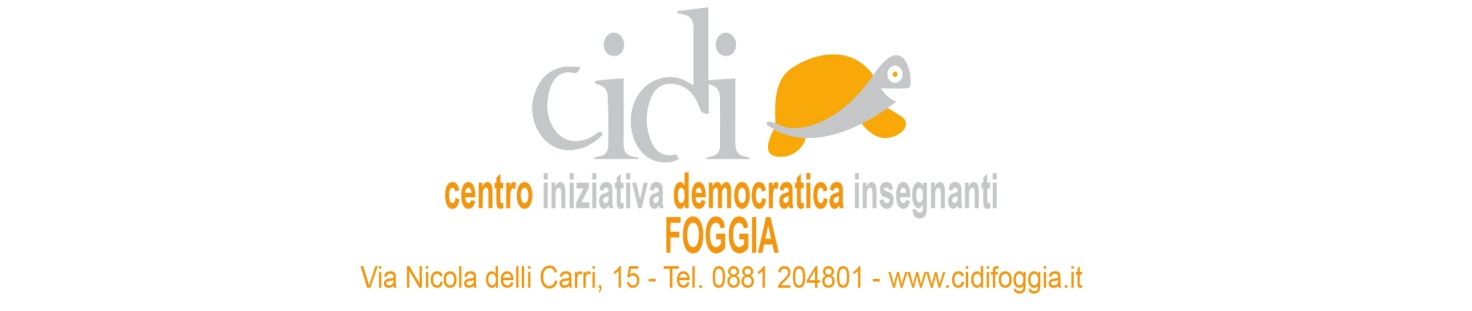 cidi
centro iniziativa democratica insegnanti
FOGGIA
Via Nicola delli Carri, 15 - Tel. 0881 204801 - www.cidifoggia.it